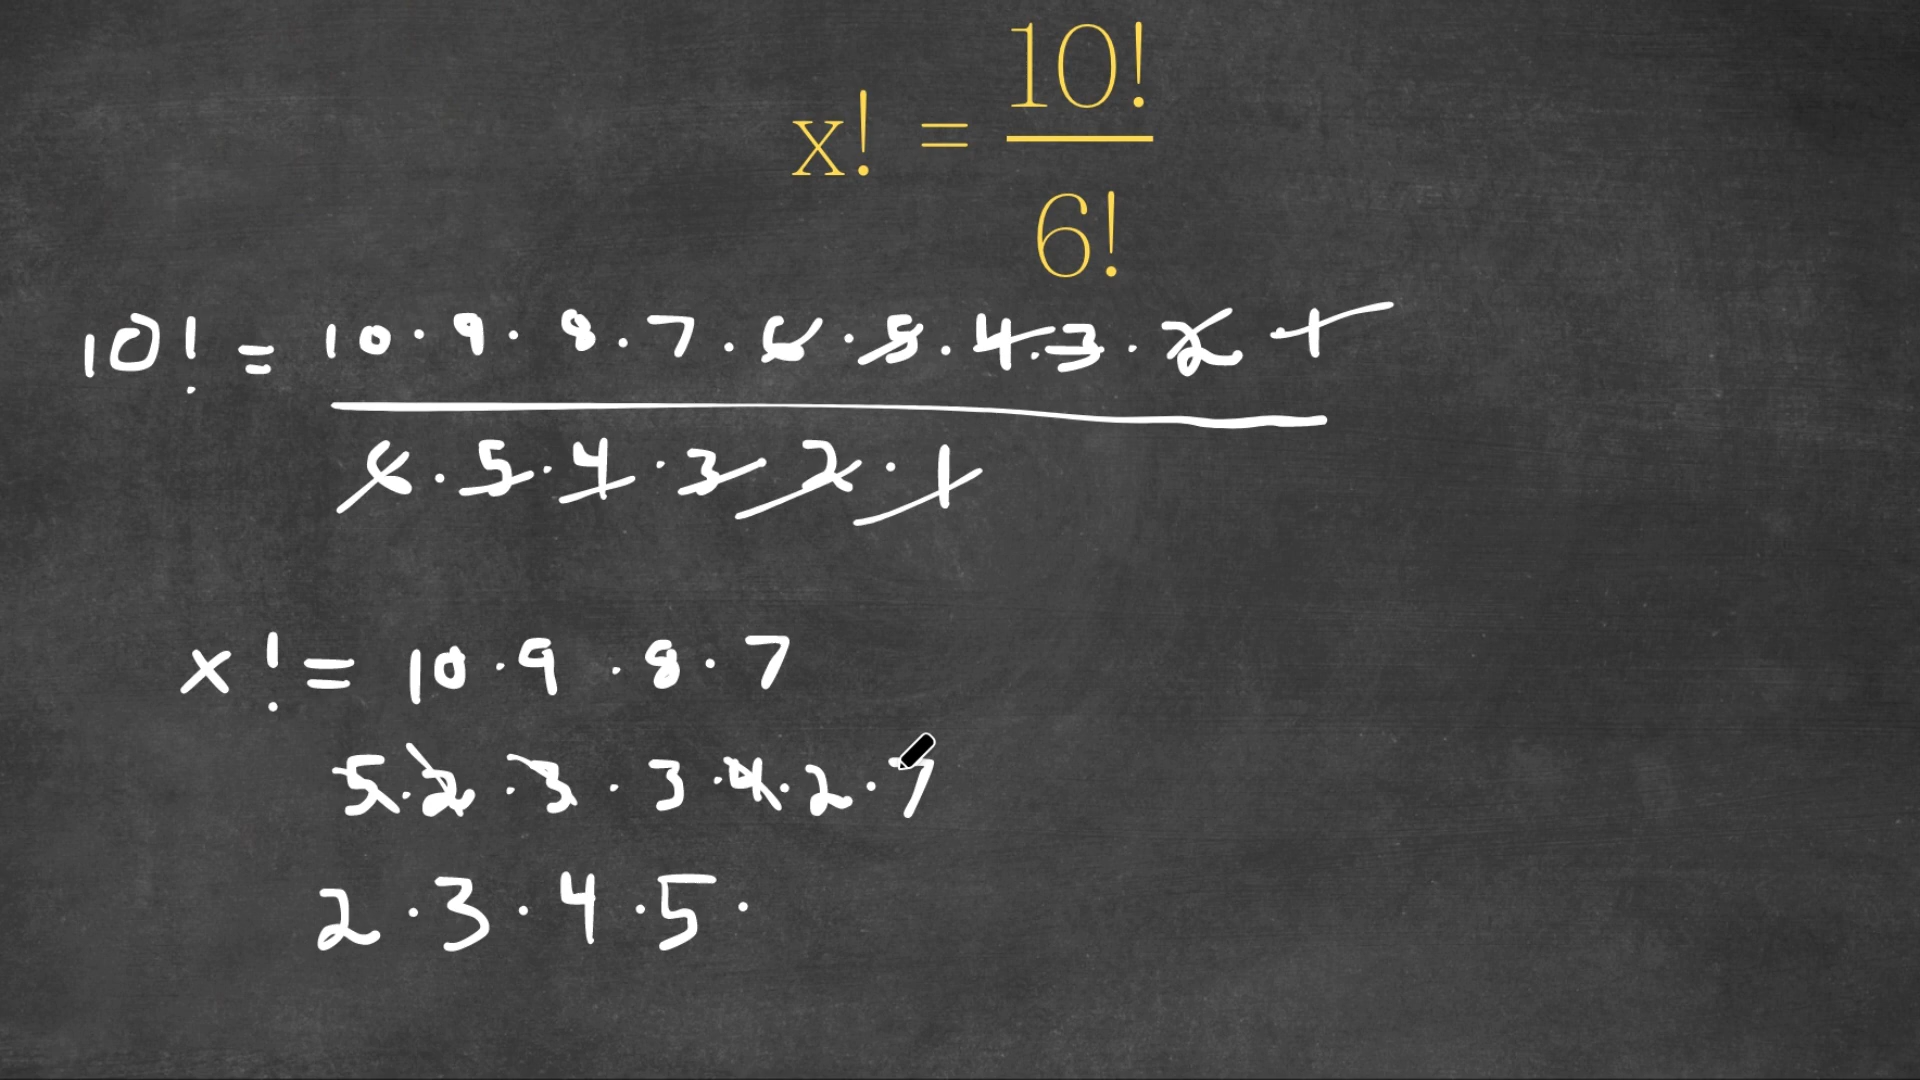 x! = 10!/6!
10! = 10 · 9 · 8 · 7 · 6 · 5 · 4 · 3 · 2 1
6 · 5 · 4 · 3 2 · 1
x! = 10 · 9 · 8 · 7
5 · 2 · 3 · 3 · 4 · 2 · 7
2 · 3 · 4 · 5 ·